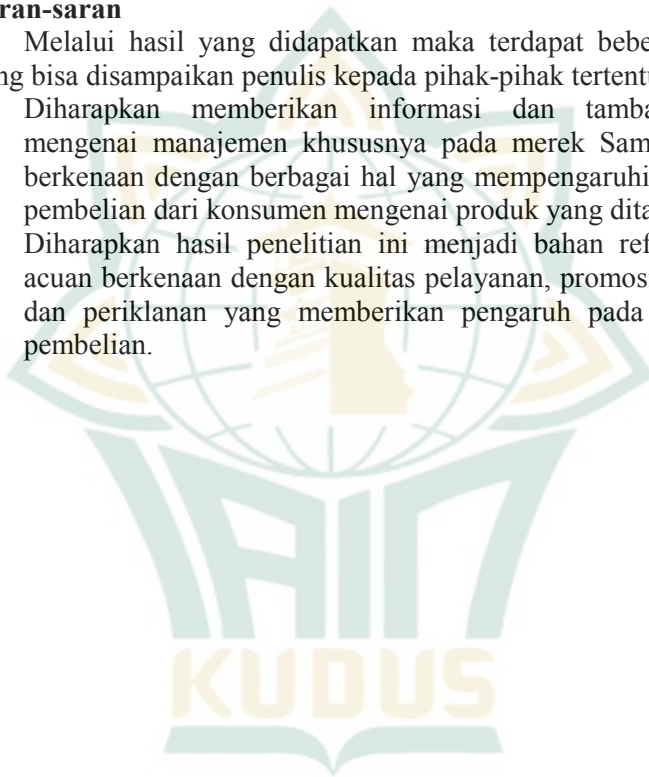 ran-saran
Melalui hasil yang didapatkan maka terdapat bebe
ng bisa disampaikan penulis kepada pihak-pihak tertentu
Diharapkan memberikan informasi dan tamba
mengenai manajemen khususnya pada merek Sam
berkenaan dengan berbagai hal yang mempengaruhi
pembelian dari konsumen mengenai produk yang dita
Diharapkan hasil penelitian ini menjadi bahan ref
acuan berkenaan dengan kualitas pelayanan, promos
dan periklanan yang memberikan pengaruh pada
pembelian.
IAIN
KUDUS